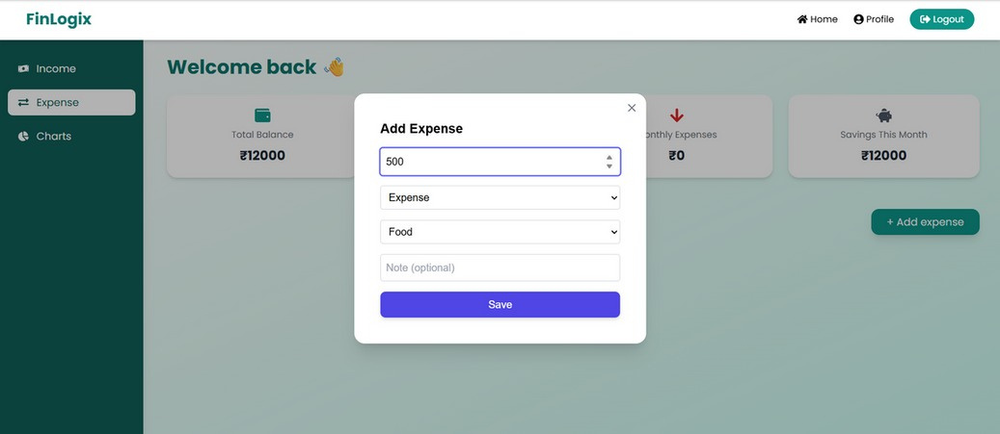 FinLogix
Home
Profile
Logout
Income
Expense
Charts
Welcome back 👋
Total Balance
₹12000
Expenses
₹0
Savings This Month
₹12000
+ Add expense
Add Expense
500
Expense
Food
Note (optional)
Save